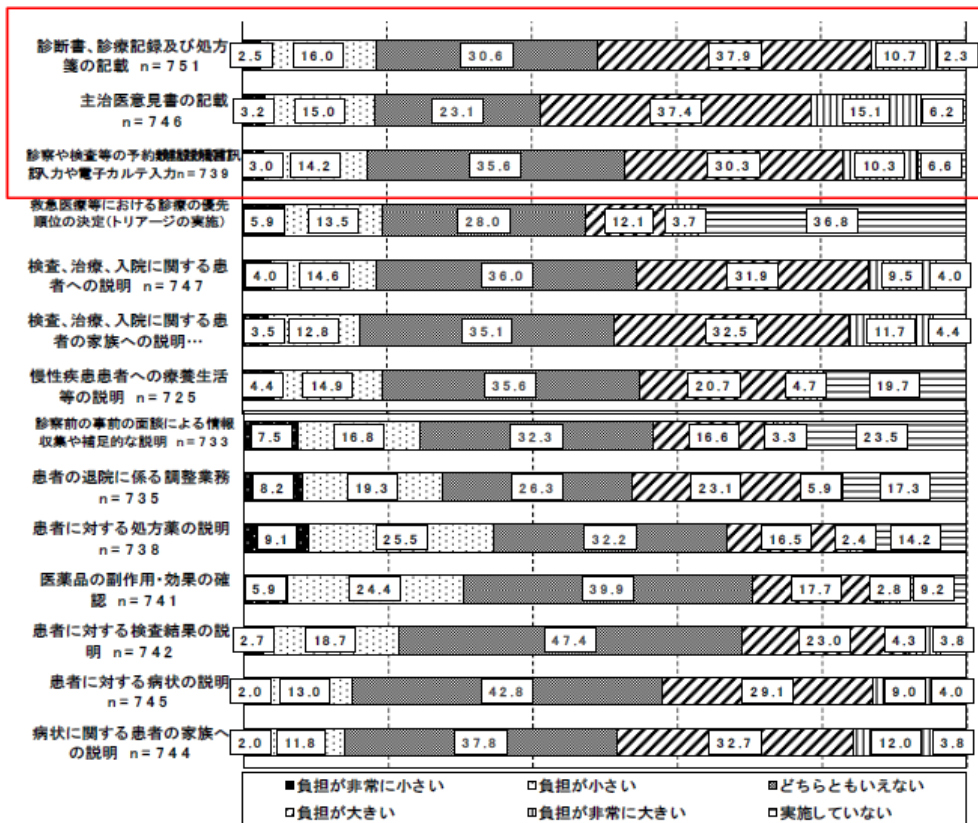 診断書、診療記録及び処方
箋の記載 n=751
2.5 16.0 30.6 37.9 10.7 2.3
主治医意見書の記載
n=746
3.2 15.0 23.1 37.4 15.1 6.2
診察や検査等の予約
入力や電子カルテ入力n=739
3.0 14.2 35.6 30.3 10.3 6.6
救急医療等における診療の優先
順位の決定(トリアージの実施)
5.9 13.5 28.0 12.1 3.7 36.8
検査、治療、入院に関する患
者への説明 n=747
4.0 14.6 36.0 31.9 9.5 4.0
検査、治療、入院に関する患
者の家族への説明…
3.5 12.8 35.1 32.5 11.7 4.4
慢性疾患患者への療養生活
等の説明 n=725
4.4 14.9 35.6 20.7 4.7 19.7
診察前の事前の面談による情報
収集や補足的な説明 n=733
7.5 16.8 32.3 16.6 3.3 23.5
患者の退院に係る調整業務
n=735
8.2 19.3 26.3 23.1 5.9 17.3
患者に対する処方薬の説明
n=738
9.1 25.5 32.2 16.5 2.4 14.2
医薬品の副作用・効果の確
認 n=741
5.9 24.4 39.9 17.7 2.8 9.2
患者に対する検査結果の説
明 n=742
2.7 18.7 47.4 23.0 4.3 3.8
患者に対する病状の説明
n=745
2.0 13.0 42.8 29.1 9.0 4.0
病状に関する患者の家族へ
の説明 n=744
2.0 11.8 37.8 32.7 12.0 3.8
負担が非常に小さい 負担が小さい どちらともいえない
負担が大きい 負担が非常に大きい 実施していない